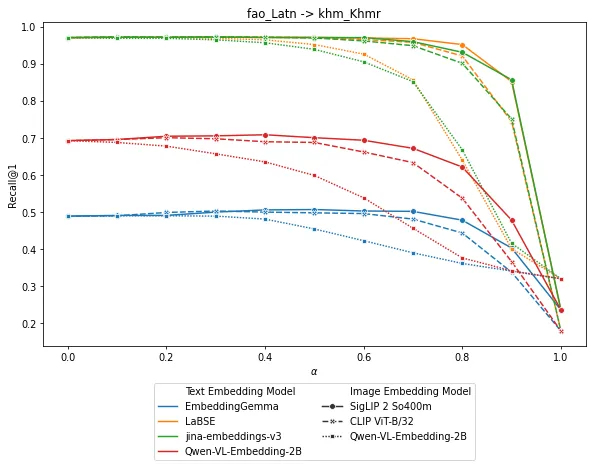 fao_Latn -> khm_Khmr
Recall@1
1.0
0.9
0.8
0.7
0.6
0.5
0.4
0.3
0.2
0.0 0.2 0.4 0.6 0.8 1.0
α
Text Embedding Model
EmbeddingGemma
LaBSE
jina-embeddings-v3
Qwen-VL-Embedding-2B
Image Embedding Model
SigLIP 2 So400m
CLIP ViT-B/32
Qwen-VL-Embedding-2B